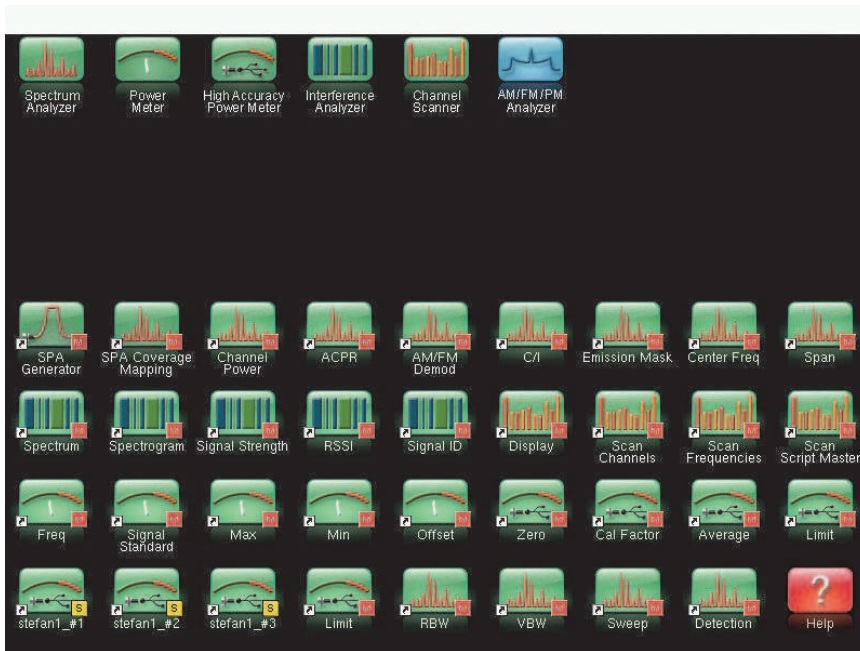 Spectrum
Analyzer
Power
Meter
High Accuracy
Power Meter
Interference
Analyzer
Channel
Scanner
AM/FM/PM
Analyzer
SPA
Generator
SPA Coverage
Mapping
Channel
Power
ACPR
AM/FM
Demod
C/I
Emission Mask
Center Freq
Span
Spectrum
Spectrogram
Signal Strength
RSSI
Signal ID
Display
Scan
Channels
Scan
Frequencies
Scan
Script Master
Freq
Signal
Standard
Max
Min
Offset
Zero
Cal Factor
Average
Limit
S
stefan1_#1
S
stefan1_#2
S
stefan1_#3
Limit
RBW
VBW
Sweep
Detection
?
Help